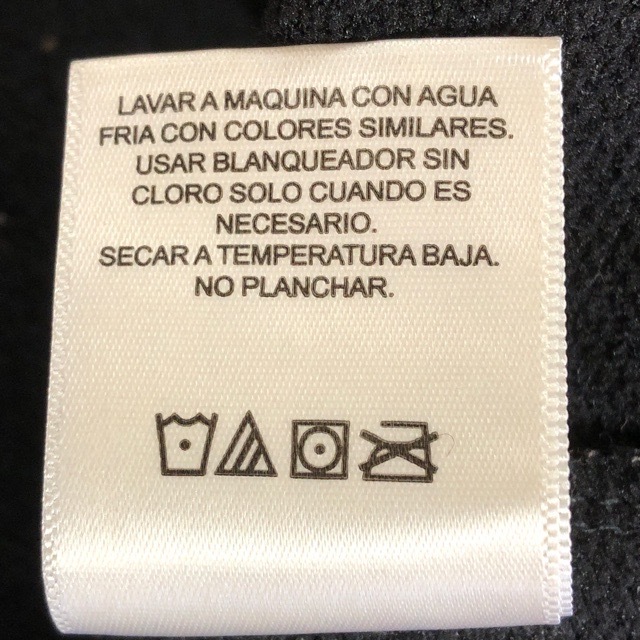 LAVAR A MAQUINA CON AGUA
FRIA CON COLORES SIMILARES.
USAR BLANQUEADOR SIN
CLORO SOLO CUANDO ES
NECESARIO.
SECAR A TEMPERATURA BAJA.
NO PLANCHAR.